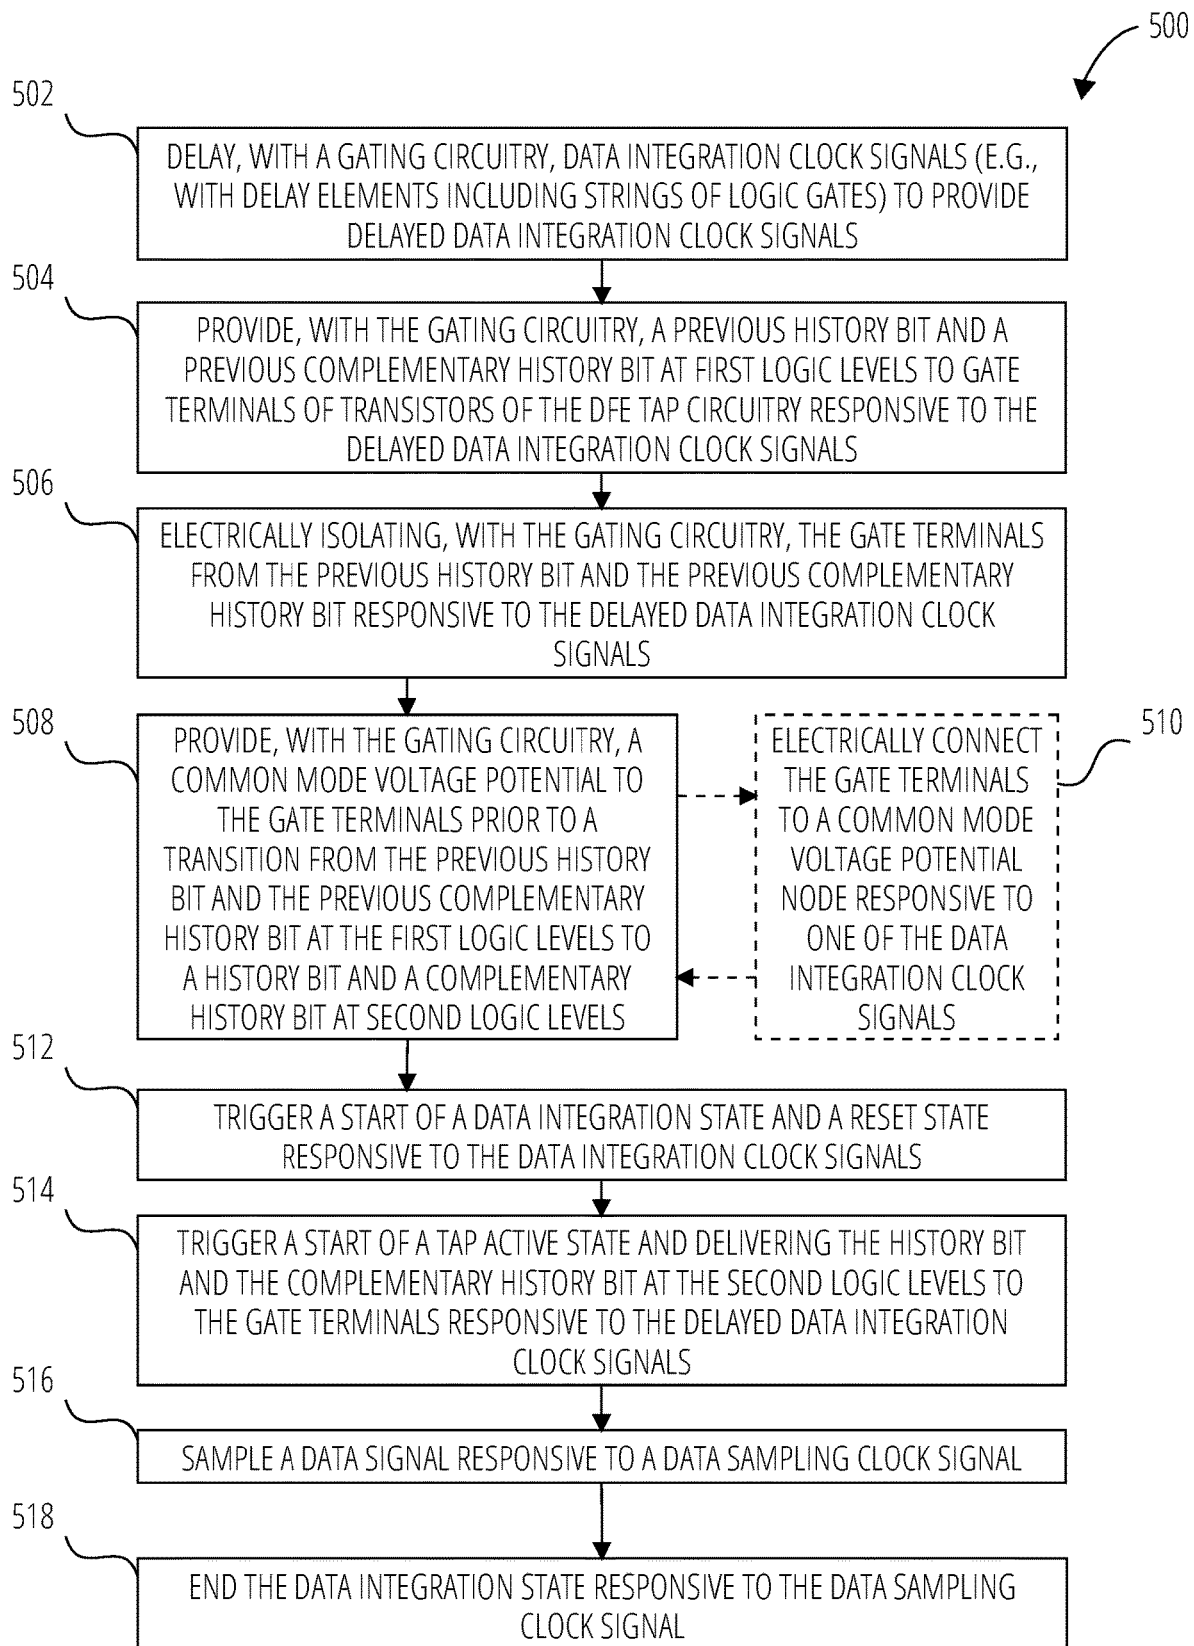 500
502
DELAY, WITH A GATING CIRCUITRY, DATA INTEGRATION CLOCK SIGNALS (E.G.,
WITH DELAY ELEMENTS INCLUDING STRINGS OF LOGIC GATES) TO PROVIDE
DELAYED DATA INTEGRATION CLOCK SIGNALS
504
PROVIDE, WITH THE GATING CIRCUITRY, A PREVIOUS HISTORY BIT AND A
PREVIOUS COMPLEMENTARY HISTORY BIT AT FIRST LOGIC LEVELS TO GATE
TERMINALS OF TRANSISTORS OF THE DFE TAP CIRCUITRY RESPONSIVE TO THE
DELAYED DATA INTEGRATION CLOCK SIGNALS
506
ELECTRICALLY ISOLATING, WITH THE GATING CIRCUITRY, THE GATE TERMINALS
FROM THE PREVIOUS HISTORY BIT AND THE PREVIOUS COMPLEMENTARY
HISTORY BIT RESPONSIVE TO THE DELAYED DATA INTEGRATION CLOCK
SIGNALS
508
PROVIDE, WITH THE GATING CIRCUITRY, A
COMMON MODE VOLTAGE POTENTIAL TO
THE GATE TERMINALS PRIOR TO A
TRANSITION FROM THE PREVIOUS HISTORY
BIT AND THE PREVIOUS COMPLEMENTARY
HISTORY BIT AT THE FIRST LOGIC LEVELS TO
A HISTORY BIT AND A COMPLEMENTARY
HISTORY BIT AT SECOND LOGIC LEVELS
510
ELECTRICALLY CONNECT
THE GATE TERMINALS
TO A COMMON MODE
VOLTAGE POTENTIAL
NODE RESPONSIVE TO
ONE OF THE DATA
INTEGRATION CLOCK
SIGNALS
512
TRIGGER A START OF A DATA INTEGRATION STATE AND A RESET STATE
RESPONSIVE TO THE DATA INTEGRATION CLOCK SIGNALS
514
TRIGGER A START OF A TAP ACTIVE STATE AND DELIVERING THE HISTORY BIT
AND THE COMPLEMENTARY HISTORY BIT AT THE SECOND LOGIC LEVELS TO
THE GATE TERMINALS RESPONSIVE TO THE DELAYED DATA INTEGRATION
CLOCK SIGNALS
516
SAMPLE A DATA SIGNAL RESPONSIVE TO A DATA SAMPLING CLOCK SIGNAL
518
END THE DATA INTEGRATION STATE RESPONSIVE TO THE DATA SAMPLING
CLOCK SIGNAL